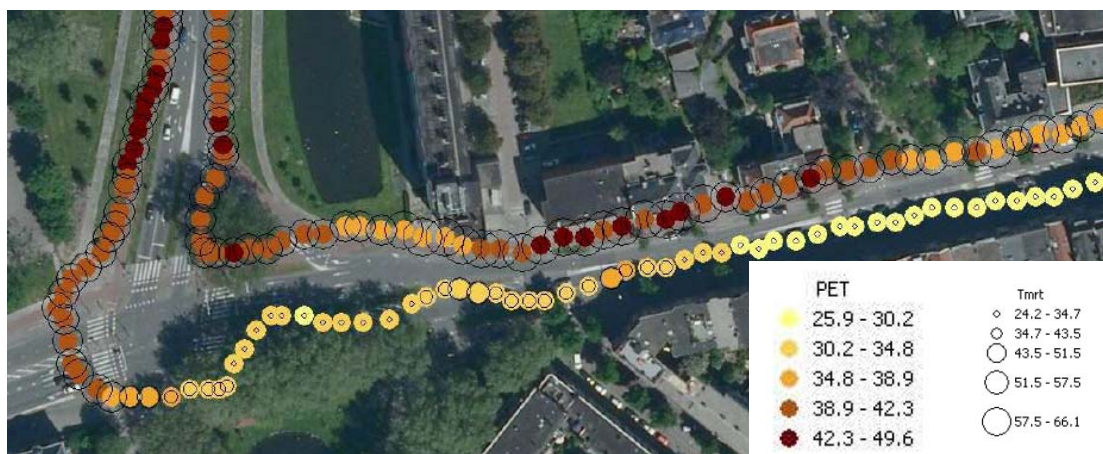 PET
25.9 - 30.2
30.2 - 34.8
34.8 - 38.9
38.9 - 42.3
42.3 - 49.6
Tmrt
24.2 - 34.7
34.7 - 43.5
43.5 - 51.5
51.5 - 57.5
57.5 - 66.1